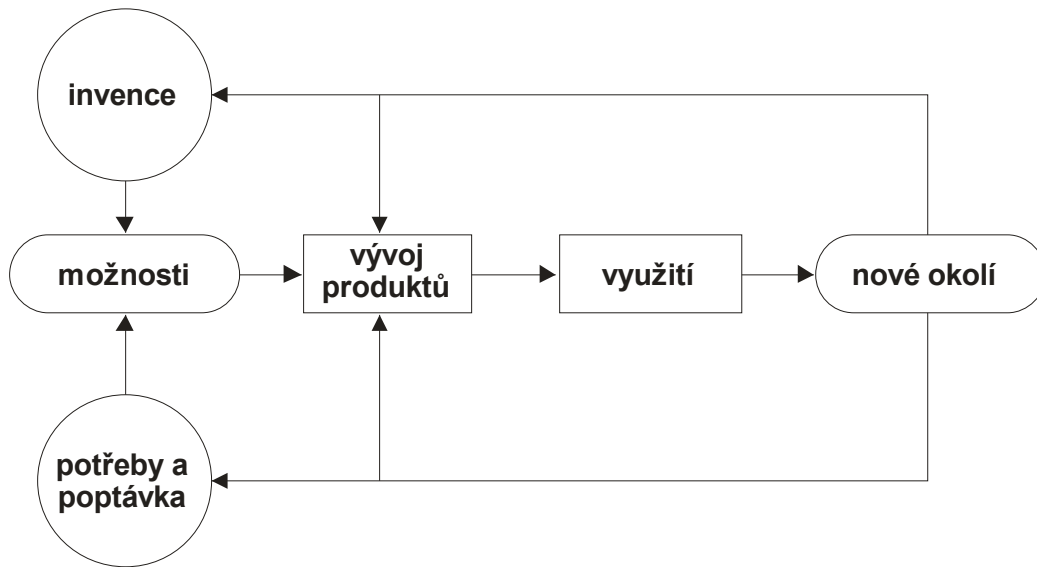 invence
možnosti
vývoj
produktů
využití
nové okolí
potřeby a
poptávka